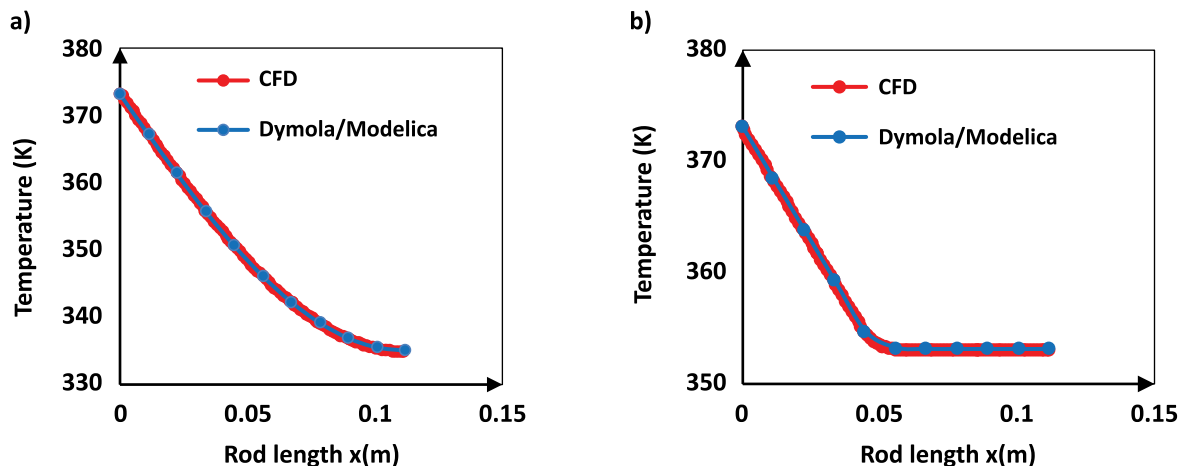 a)
380
370
360
350
340
330
Temperature (K)
CFD
Dymola/Modelica
0
0.05
0.1
0.15
Rod length x(m)
b)
380
370
360
350
Temperature (K)
CFD
Dymola/Modelica
0
0.05
0.1
0.15
Rod length x(m)